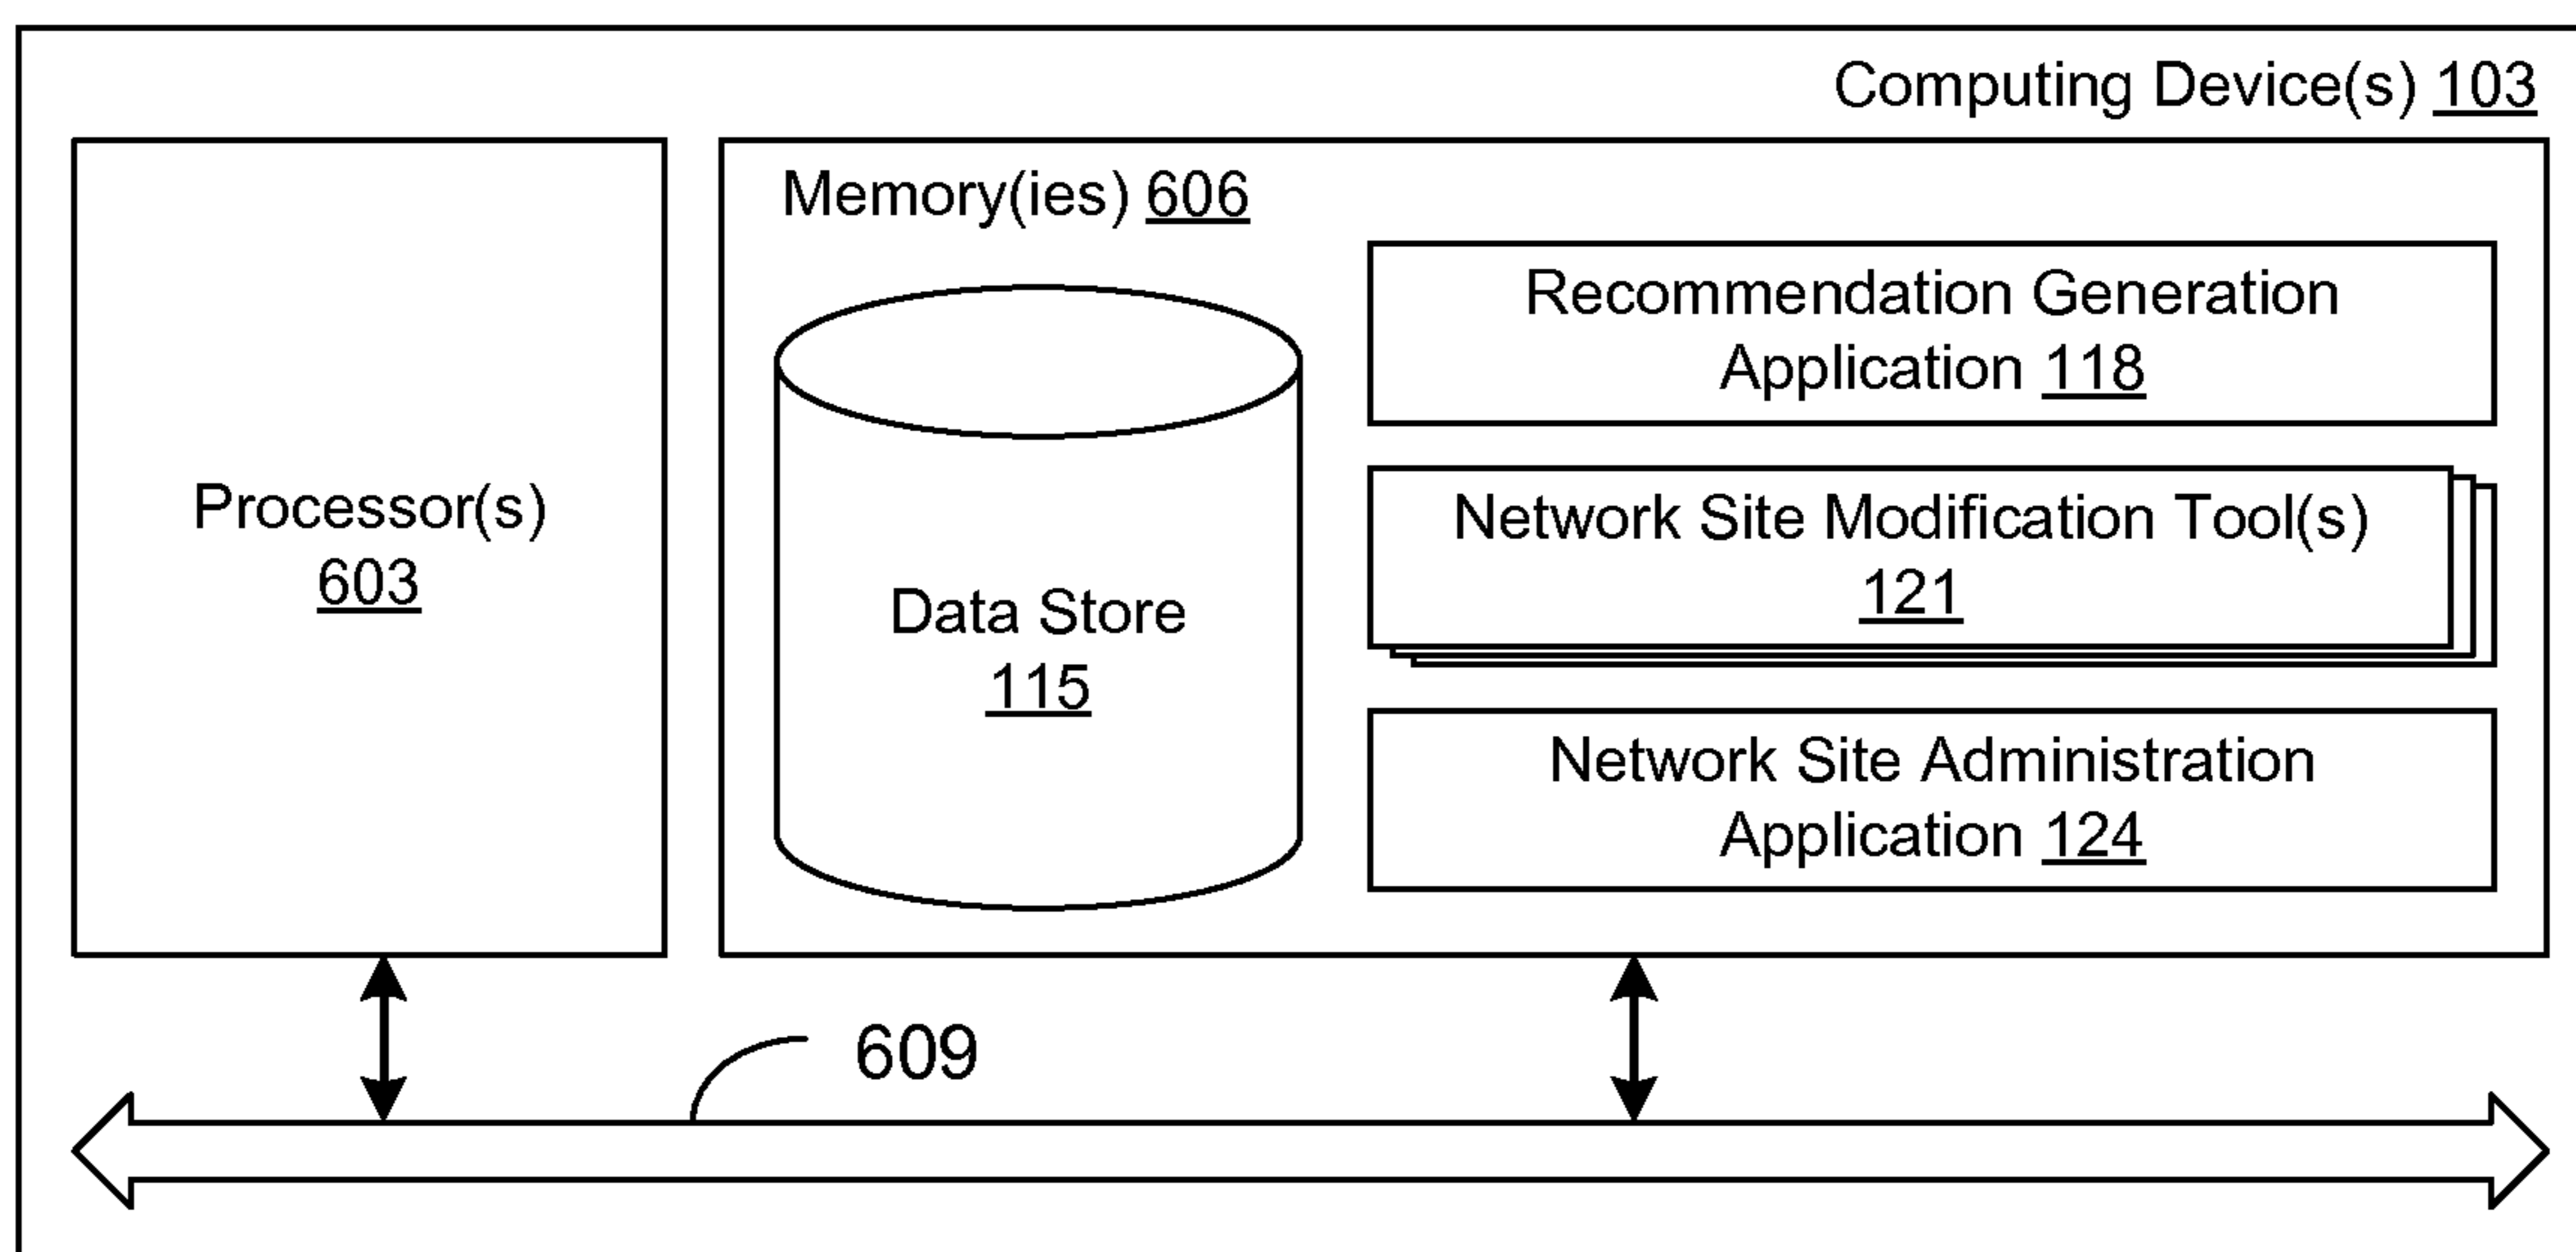 Computing Device(s) 103
Memory(ies) 606
Recommendation Generation
Application 118
Processor(s)
603
Network Site Modification Tool(s)
121
Data Store
115
Network Site Administration
Application 124
609